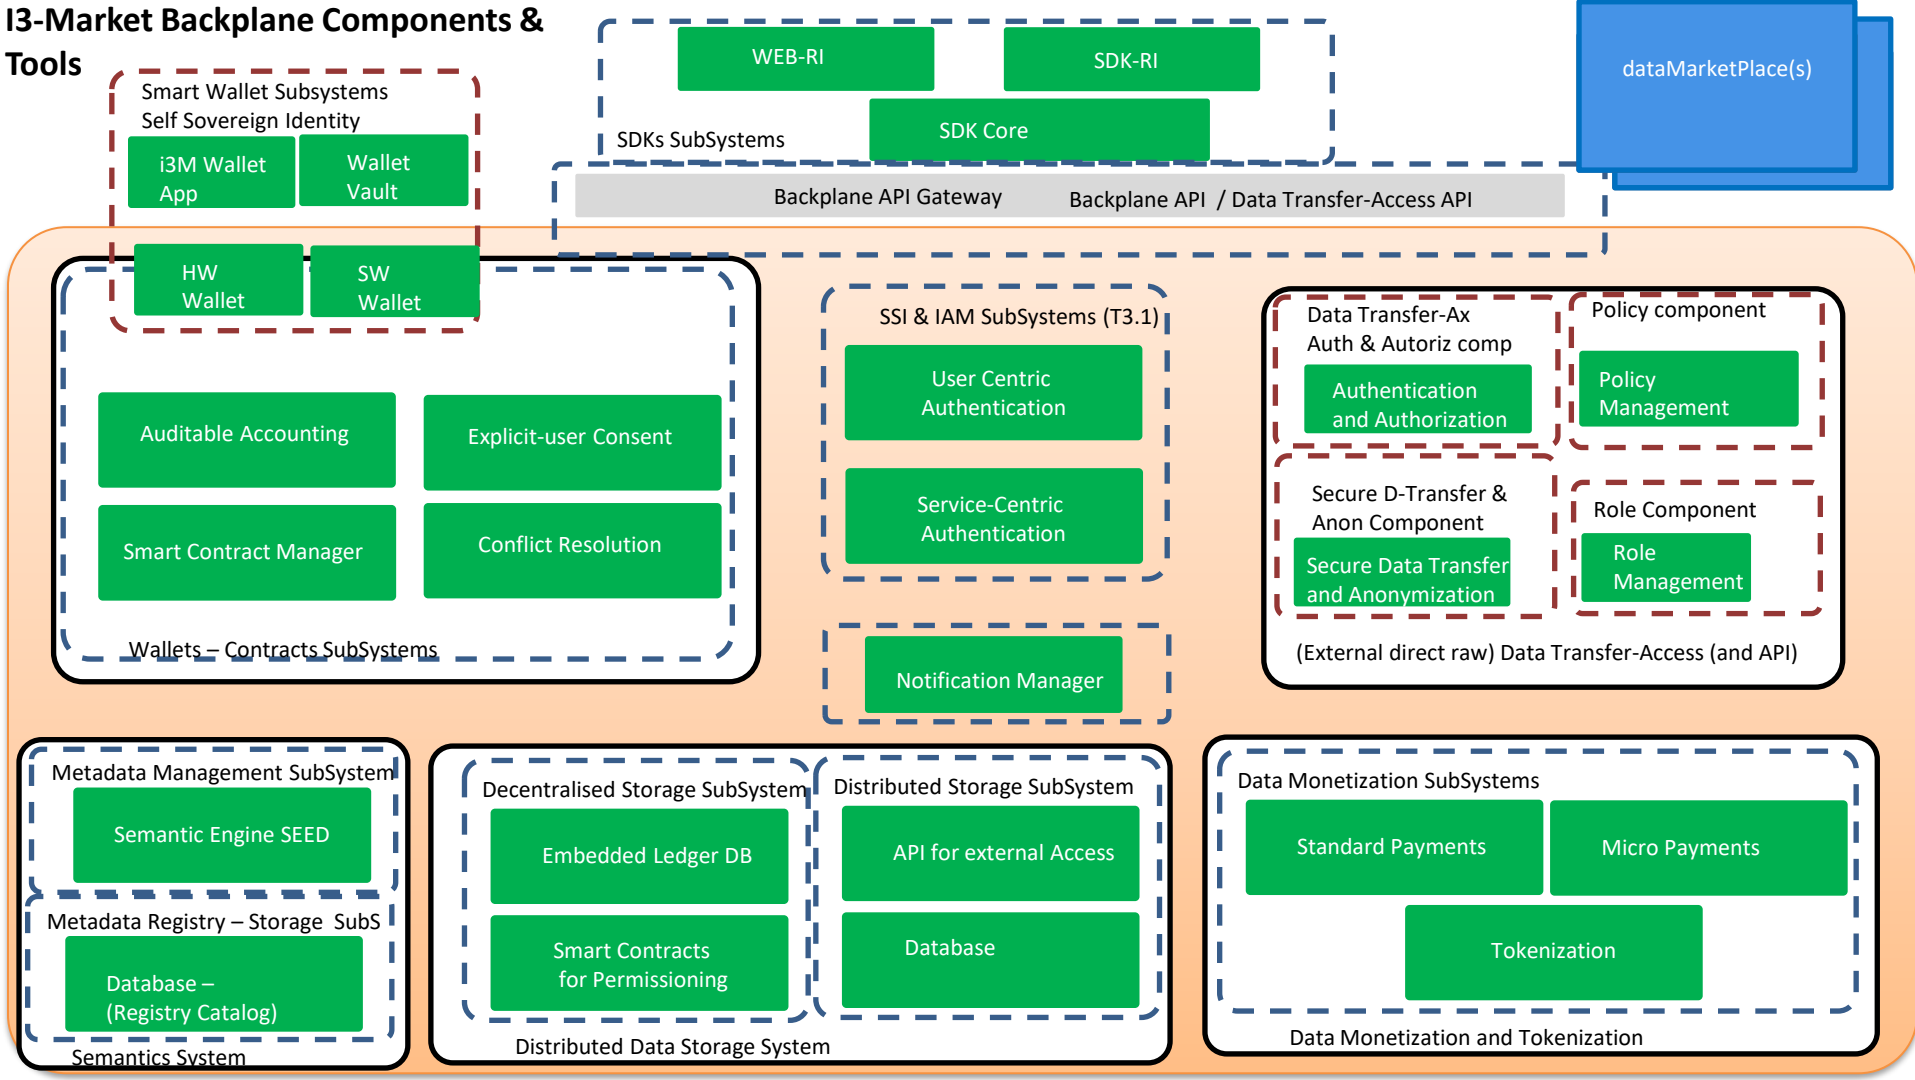 I3-Market Backplane Components &
Tools
Smart Wallet Subsystems
Self Sovereign Identity
i3M Wallet
App
Wallet
Vault
HW
Wallet
SW
Wallet
WEB-RI
SDK-RI
SDK Core
SDKs SubSystems
Backplane API Gateway
Backplane API / Data Transfer-Access API
dataMarketPlace(s)
Auditable Accounting
Explicit-user Consent
Smart Contract Manager
Conflict Resolution
Wallets – Contracts SubSystems
SSI & IAM SubSystems (T3.1)
User Centric
Authentication
Service-Centric
Authentication
Notification Manager
Data Transfer-Ax
Auth & Autoriz comp
Authentication
and Authorization
Policy component
Policy
Management
Secure D-Transfer &
Anon Component
Secure Data Transfer
and Anonymization
Role Component
Role
Management
(External direct raw) Data Transfer-Access (and API)
Metadata Management SubSystem
Semantic Engine SEED
Metadata Registry – Storage SubS
Database –
(Registry Catalog)
Semantics System
Decentralised Storage SubSystem
Embedded Ledger DB
Smart Contracts
for Permissioning
Distributed Storage SubSystem
API for external Access
Database
Distributed Data Storage System
Data Monetization SubSystems
Standard Payments
Micro Payments
Tokenization
Data Monetization and Tokenization